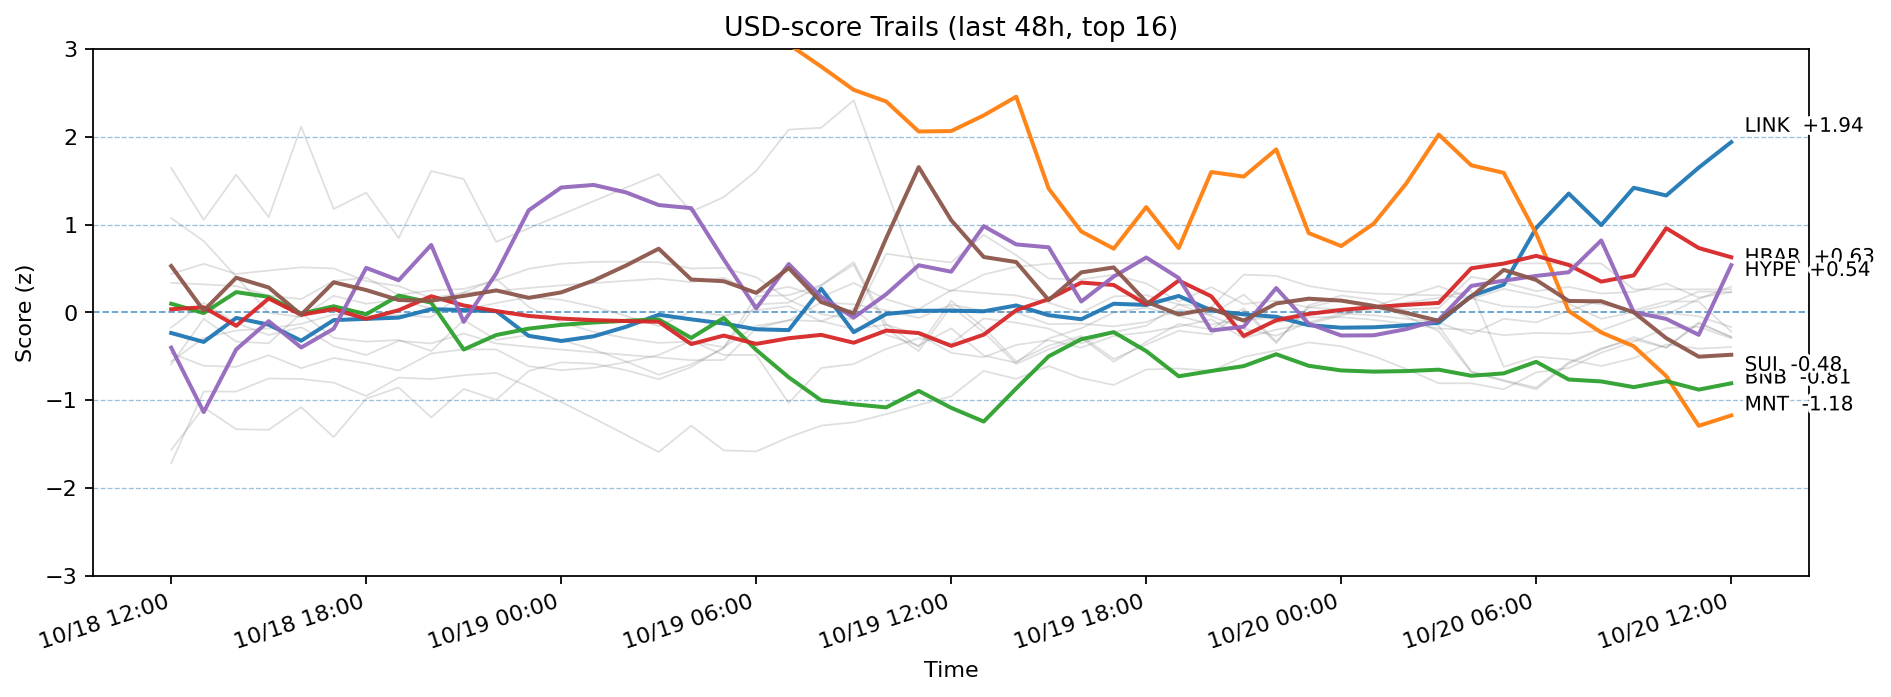 USD-score Trails (last 48h, top 16)
Score (z)
3
2
1
0
−1
−2
−3
LINK +1.94
HBAR +0.63
HYPE +0.54
SUI -0.48
BNB -0.81
MNT -1.18
10/18 12:00
10/18 18:00
10/19 00:00
10/19 06:00
10/19 12:00
10/19 18:00
10/20 00:00
10/20 06:00
10/20 12:00
Time